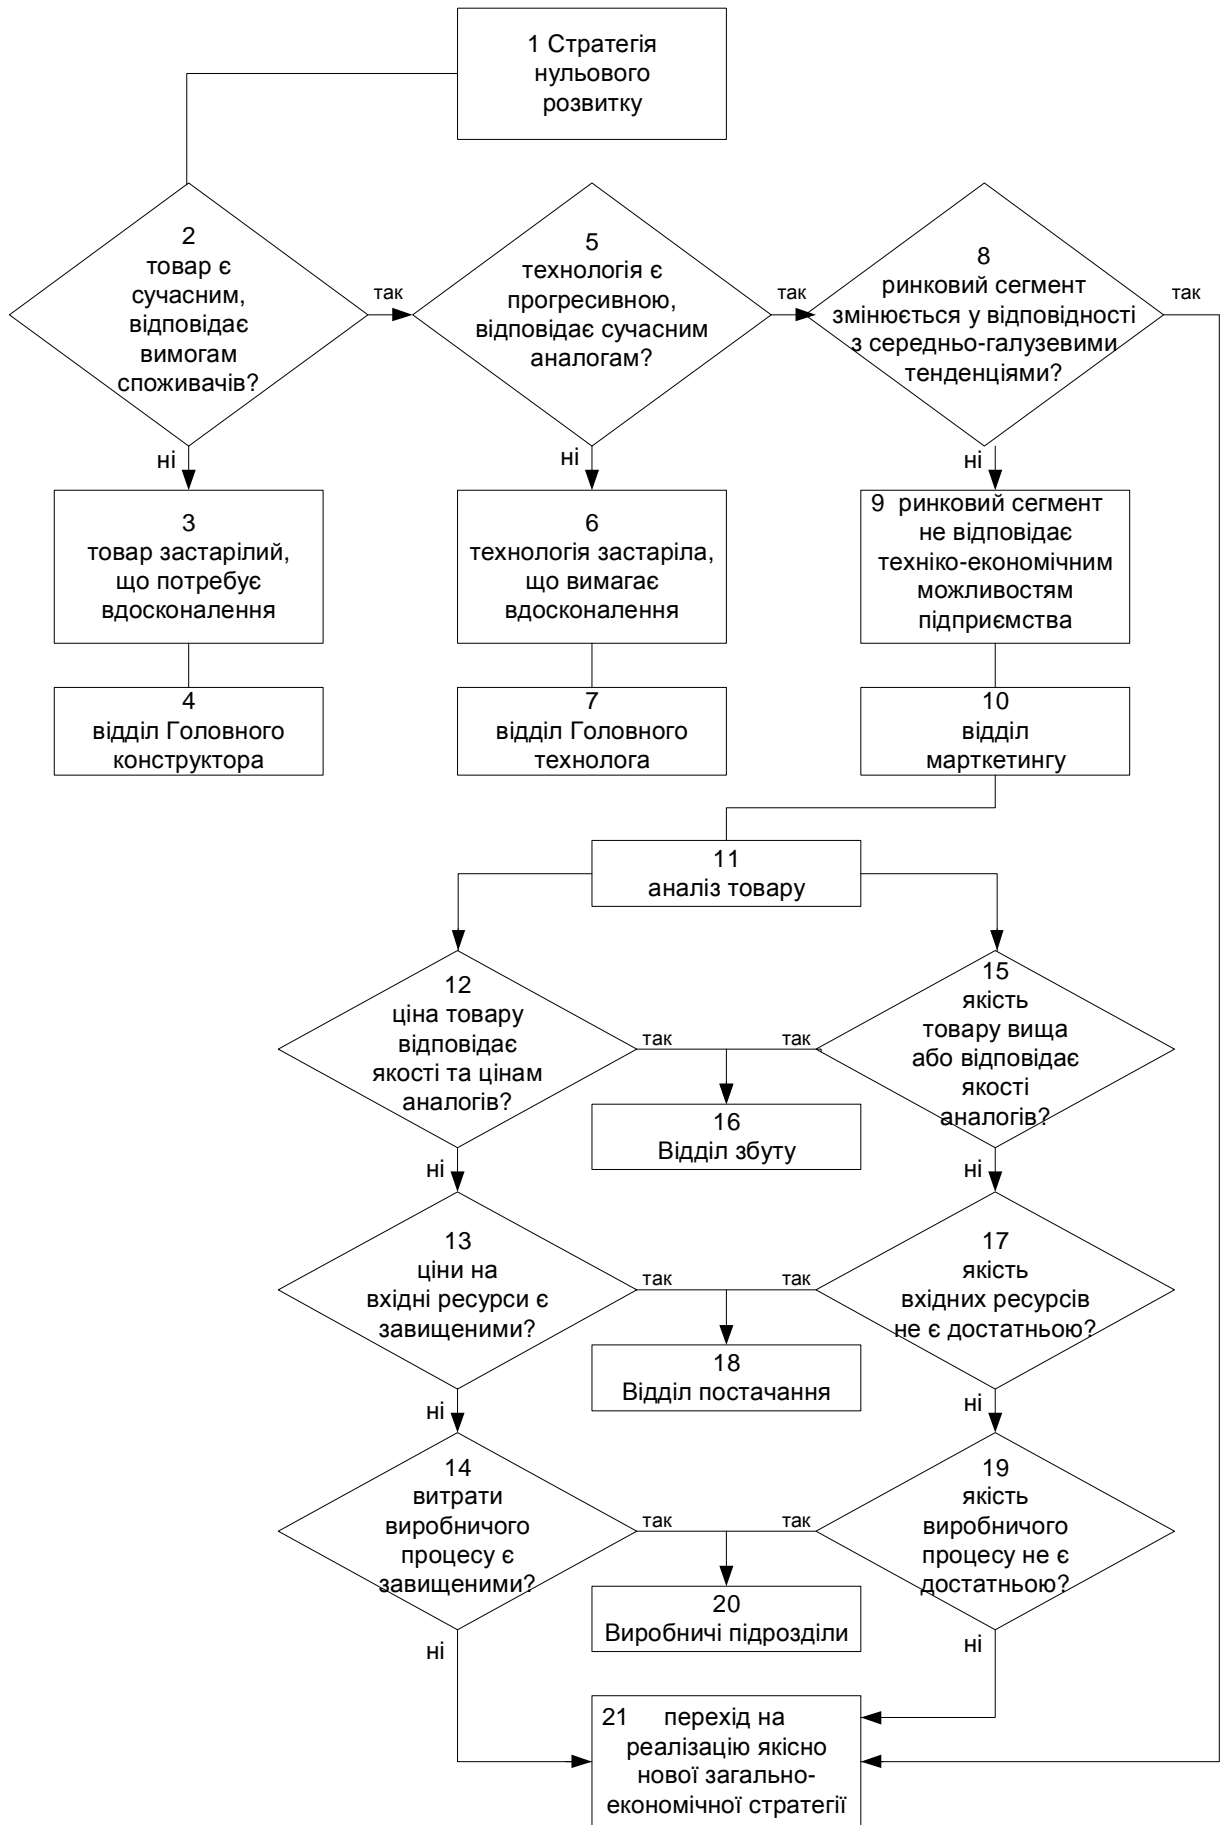 1 Стратегія
нульового
розвитку
2
товар є
сучасним,
відповідає
вимогам
споживачів?
так
5
технологія є
прогресивною,
відповідає сучасним
аналогам?
так
8
ринковий сегмент
змінюється у відповідності
з середньо-галузевими
тенденціями?
так
ні
ні
ні
3
товар застарілий,
що потребує
вдосконалення
6
технологія застаріла,
що вимагає
вдосконалення
9 ринковий сегмент
не відповідає
техніко-економічним
можливостям
підприємства
4
відділ Головного
конструктора
7
відділ Головного
технолога
10
відділ
марткетингу
11
аналіз товару
12
ціна товару
відповідає
якості та цінам
аналогів?
так
так
15
якість
товару вища
або відповідає
якості
аналогів?
16
Відділ збуту
ні
ні
13
ціни на
вхідні ресурси є
завищеними?
так
так
17
якість
вхідних ресурсів
не є достатньою?
18
Відділ постачання
ні
ні
14
витрати
виробничого
процесу є
завищеними?
так
так
19
якість
виробничого
процесу не є
достатньою?
20
Виробничі підрозділи
ні
ні
21 перехід на
реалізацію якісно
нової загально-
економічної стратегії